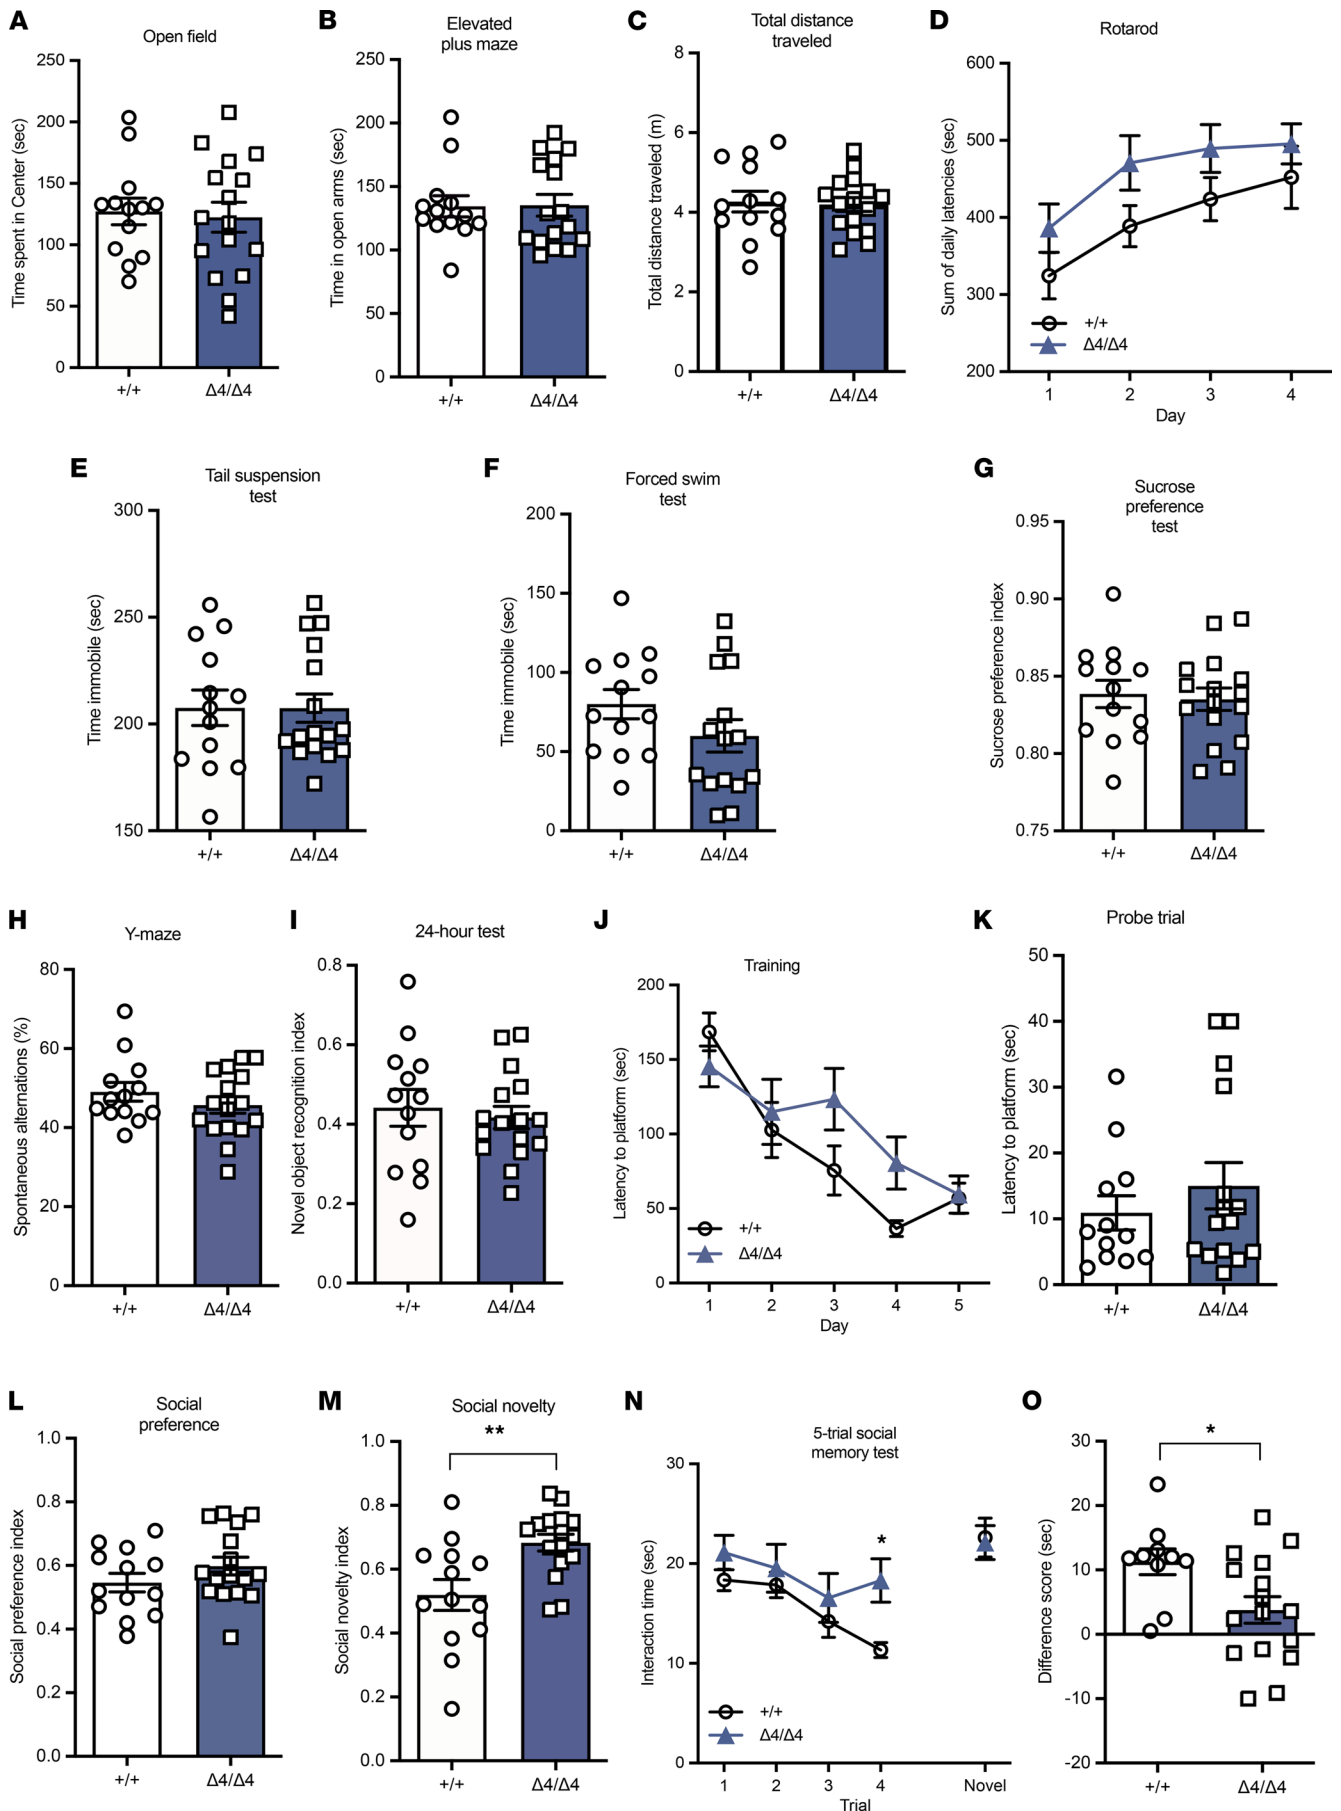 A
Open field
Time spent in Center (sec)
250
200
150
100
50
0
+/+
Δ4/Δ4
B
Elevated
plus maze
Time in open arms (sec)
250
200
150
100
50
0
+/+
Δ4/Δ4
C
Total distance
traveled
Total distance traveled (m)
8
6
4
2
0
+/+
Δ4/Δ4
D
Rotarod
Sum of daily latencies (sec)
600
500
400
300
200
+/+
Δ4/Δ4
1
2
3
4
Day
E
Tail suspension
test
Time immobile (sec)
300
250
200
150
+/+
Δ4/Δ4
F
Forced swim
test
Time immobile (sec)
200
150
100
50
0
+/+
Δ4/Δ4
G
Sucrose
preference
test
Sucrose preference index
0.95
0.90
0.85
0.80
0.75
+/+
Δ4/Δ4
H
Y-maze
Spontaneous alternations (%)
80
60
40
20
0
+/+
Δ4/Δ4
I
24-hour test
Novel object recognition index
0.8
0.6
0.4
0.2
0.0
+/+
Δ4/Δ4
J
Training
Latency to platform (sec)
200
150
100
50
0
+/+
Δ4/Δ4
1
2
3
4
5
Day
K
Probe trial
Latency to platform (sec)
50
40
30
20
10
0
+/+
Δ4/Δ4
L
Social
preference
Social preference index
1.0
0.8
0.6
0.4
0.2
0.0
+/+
Δ4/Δ4
M
Social novelty
**
Social novelty index
1.0
0.8
0.6
0.4
0.2
0.0
+/+
Δ4/Δ4
N
5-trial social
memory test
Interaction time (sec)
30
20
10
0
*
+/+
Δ4/Δ4
1
2
3
4
Novel
Trial
O
*
Difference score (sec)
30
20
10
0
-10
-20
+/+
Δ4/Δ4